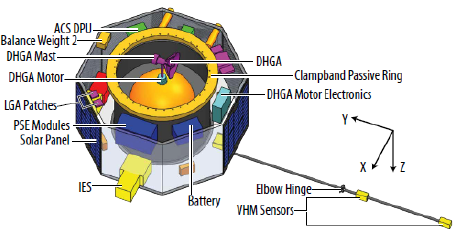 ACS DPU
Balance Weight 2
DHGA Mast
DHGA
DHGA Motor
Clampband Passive Ring
DHGA Motor Electronics
LGA Patches
PSE Modules
Solar Panel
Y
X
Z
IES
Battery
Elbow Hinge
VHM Sensors